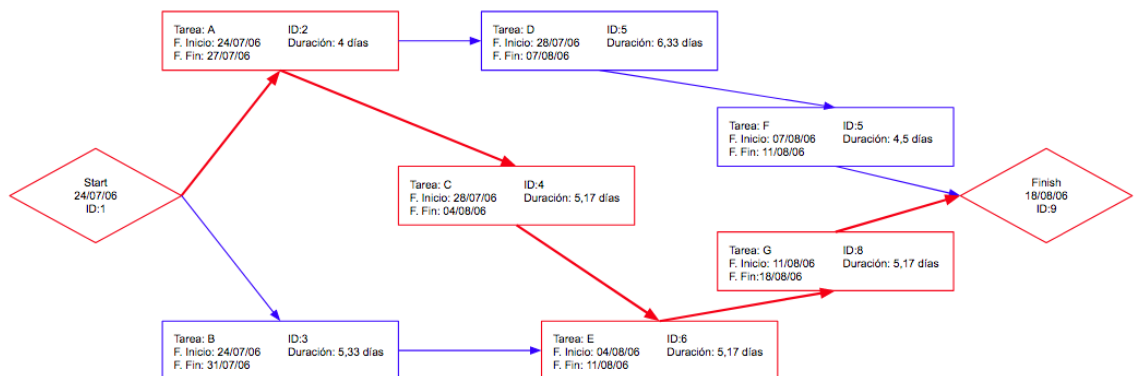 Tarea: A ID:2
F. Inicio: 24/07/06 Duración: 4 días
F. Fin: 27/07/06
Tarea: D ID:5
F. Inicio: 28/07/06 Duración: 6,33 días
F. Fin: 07/08/06
Tarea: F ID:5
F. Inicio: 07/08/06 Duración: 4,5 días
F. Fin: 11/08/06
Start
24/07/06
ID:1
Tarea: C ID:4
F. Inicio: 28/07/06 Duración: 5,17 días
F. Fin: 04/08/06
Finish
18/08/06
ID:9
Tarea: G ID:8
F. Inicio: 11/08/06 Duración: 5,17 días
F. Fin:18/08/06
Tarea: B ID:3
F. Inicio: 24/07/06 Duración: 5,33 días
F. Fin: 31/07/06
Tarea: E ID:6
F. Inicio: 04/08/06 Duración: 5,17 días
F. Fin: 11/08/06